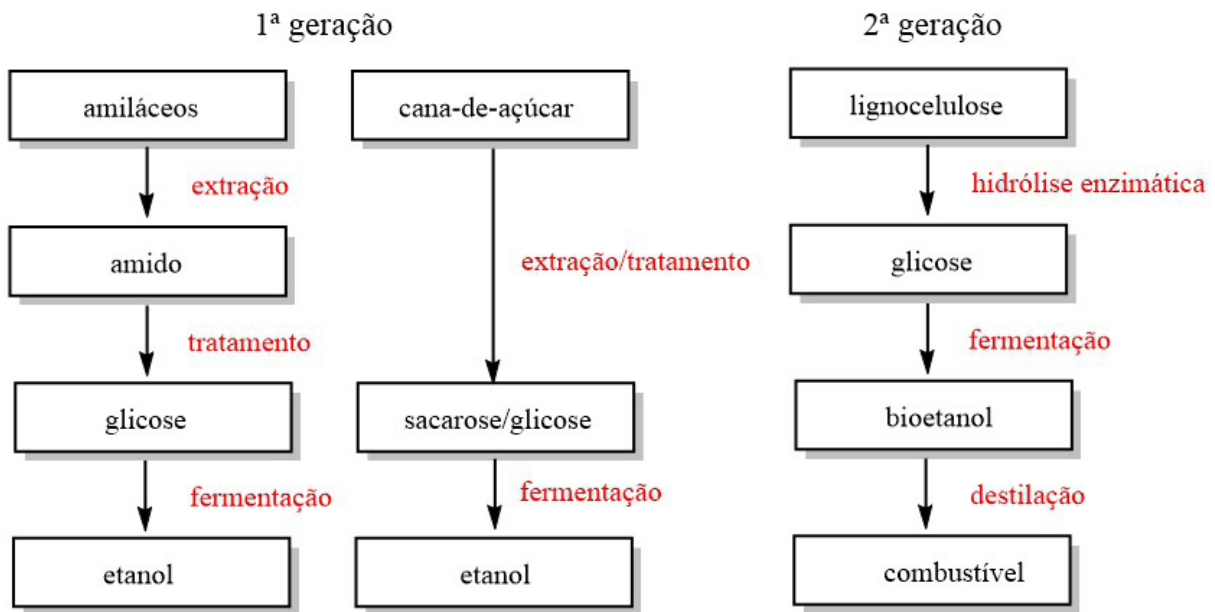 1ª geração
2ª geração
amiláceos
extração
amido
tratamento
glicose
fermentação
etanol
cana-de-açúcar
extração/tratamento
sacarose/glicose
fermentação
etanol
lignocelulose
hidrólise enzimática
glicose
fermentação
bioetanol
destilação
combustível